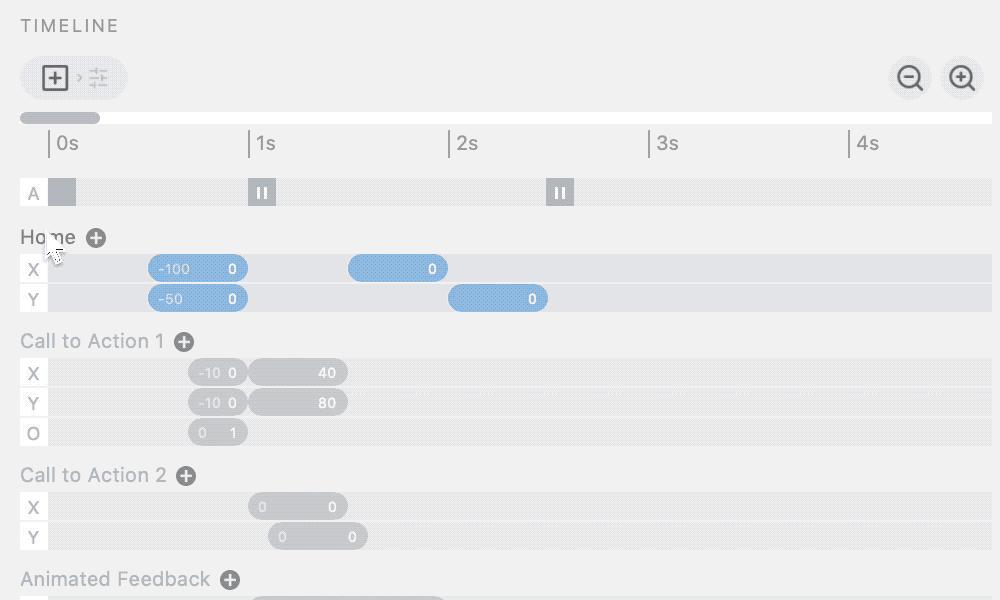 TIMELINE
0s 1s 2s 3s 4s
A
Home
X -100 0 0
Y -50 0 0
Call to Action 1
X -10 0 40
Y -10 0 80
O 0 1
Call to Action 2
X 0 0
Y 0 0
Animated Feedback